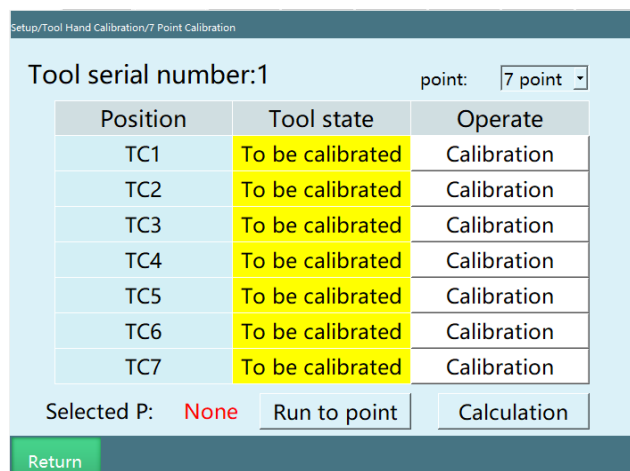 Setup/Tool Hand Calibration/7 Point Calibration
Tool serial number:1 point: 7 point
Position Tool state Operate
TC1 To be calibrated Calibration
TC2 To be calibrated Calibration
TC3 To be calibrated Calibration
TC4 To be calibrated Calibration
TC5 To be calibrated Calibration
TC6 To be calibrated Calibration
TC7 To be calibrated Calibration
Selected P: None Run to point Calculation
Return